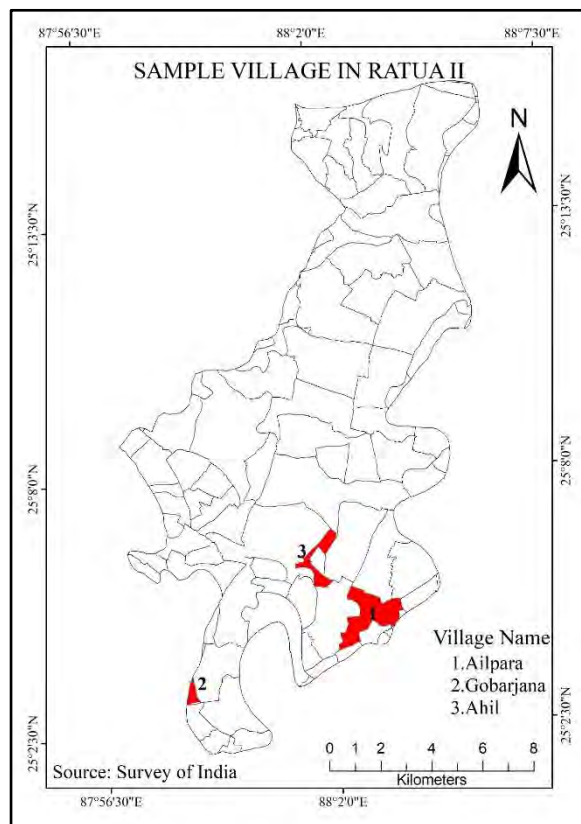 87°56'30"E 88°2'0"E 88°7'30"E
SAMPLE VILLAGE IN RATUA II
N
25°13'30"N 25°13'30"N
25°8'0"N 25°8'0"N
3
1
Village Name
1.Ailpara
2.Gobarjana
3.Ahil
2
25°2'30"N 25°2'30"N
0 1 2 4 6 8
Kilometers
Source: Survey of India
87°56'30"E 88°2'0"E